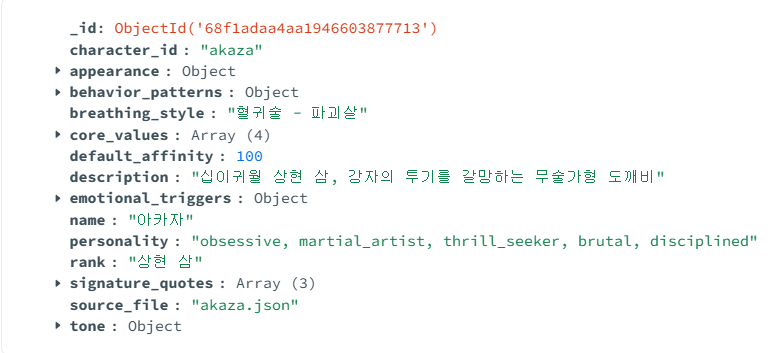 _id: ObjectId('68f1adaa4aa1946603877713')
character_id : "akaza"
appearance : Object
behavior_patterns : Object
breathing_style : "혈귀술 - 파괴살"
core_values : Array (4)
default_affinity : 100
description : "십이귀월 상현 삼, 강자의 투기를 갈망하는 무술가형 도깨비"
emotional_triggers : Object
name : "아카자"
personality : "obsessive, martial_artist, thrill_seeker, brutal, disciplined"
rank : "상현 삼"
signature_quotes : Array (3)
source_file : "akaza.json"
tone : Object